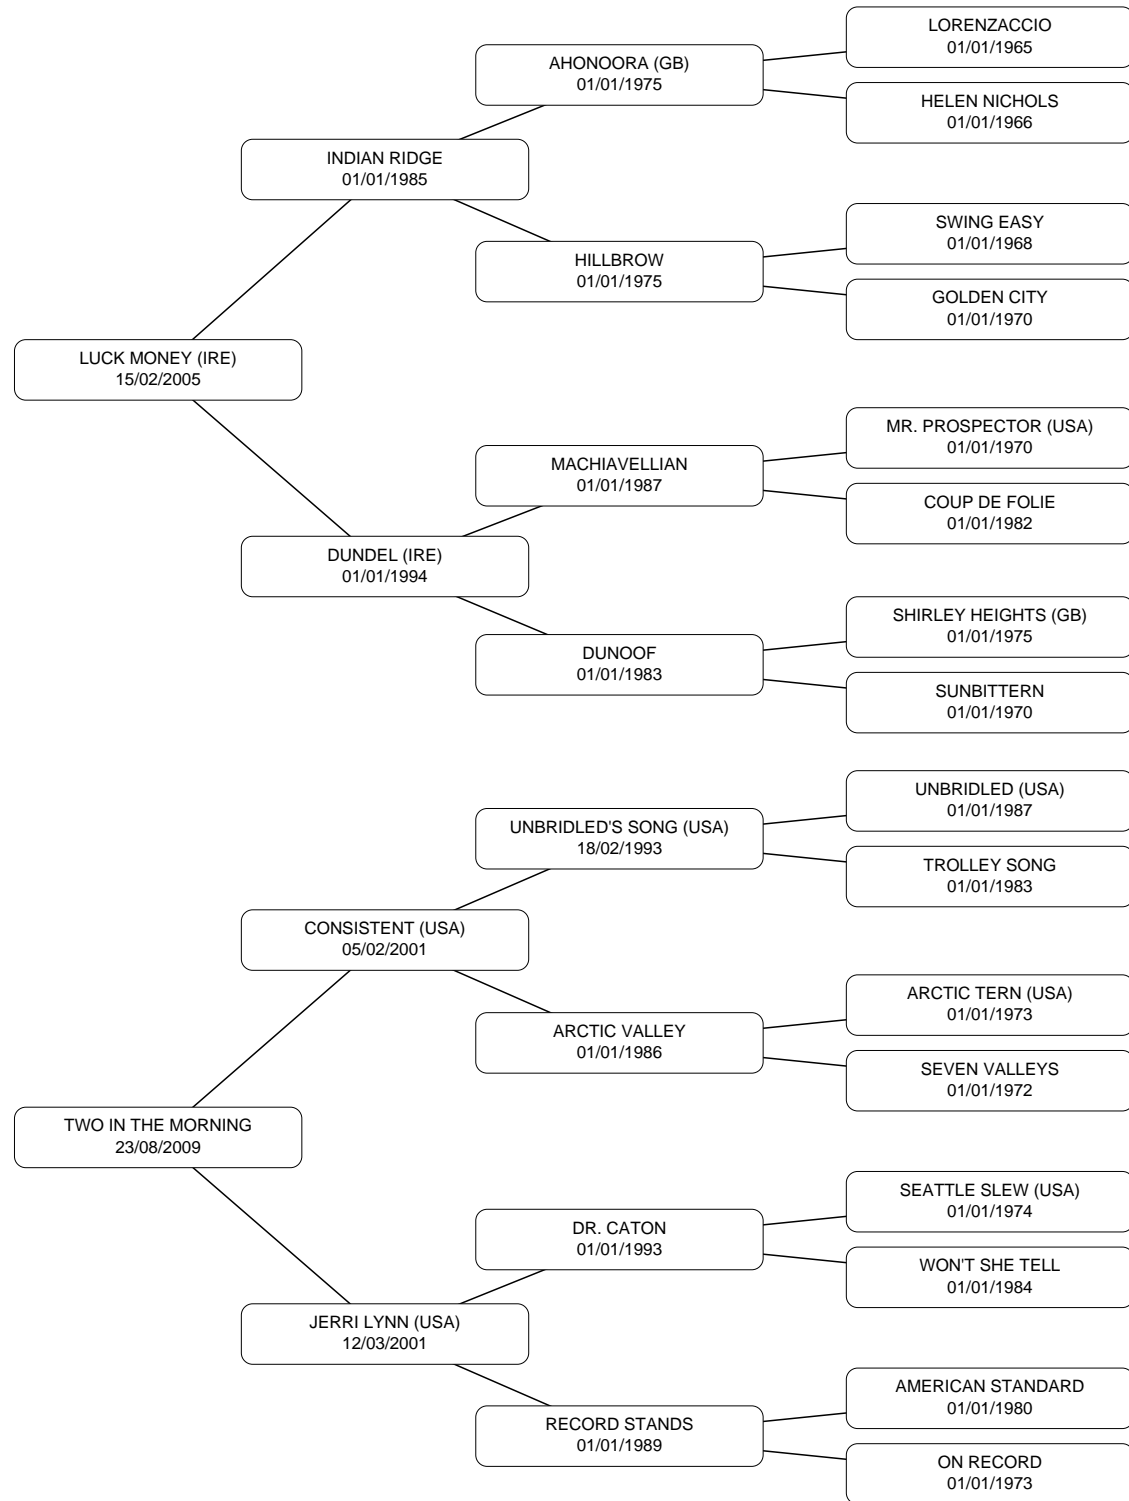 LORENZACCIO
01/01/1965
AHONOORA (GB)
01/01/1975
HELEN NICHOLS
01/01/1966
INDIAN RIDGE
01/01/1985
SWING EASY
01/01/1968
HILLBROW
01/01/1975
GOLDEN CITY
01/01/1970
LUCK MONEY (IRE)
15/02/2005
MR. PROSPECTOR (USA)
01/01/1970
MACHIAVELLIAN
01/01/1987
COUP DE FOLIE
01/01/1982
DUNDEL (IRE)
01/01/1994
SHIRLEY HEIGHTS (GB)
01/01/1975
DUNOOF
01/01/1983
SUNBITTERN
01/01/1970
UNBRIDLED (USA)
01/01/1987
UNBRIDLED'S SONG (USA)
18/02/1993
TROLLEY SONG
01/01/1983
CONSISTENT (USA)
05/02/2001
ARCTIC TERN (USA)
01/01/1973
ARCTIC VALLEY
01/01/1986
SEVEN VALLEYS
01/01/1972
TWO IN THE MORNING
23/08/2009
SEATTLE SLEW (USA)
01/01/1974
DR. CATON
01/01/1993
WON'T SHE TELL
01/01/1984
JERRI LYNN (USA)
12/03/2001
AMERICAN STANDARD
01/01/1980
RECORD STANDS
01/01/1989
ON RECORD
01/01/1973